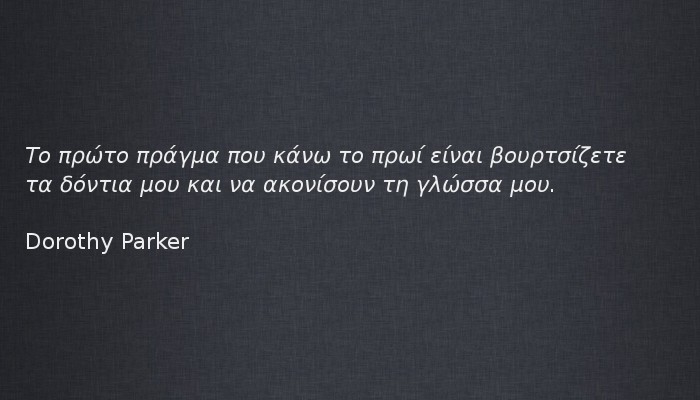 Το πρώτο πράγμα που κάνω το πρωί είναι βουρτσίζετε
τα δόντια μου και να ακονίσουν τη γλώσσα μου.
Dorothy Parker